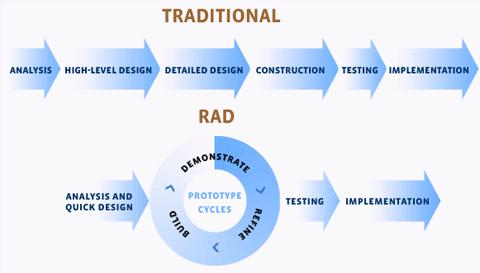 TRADITIONAL
ANALYSIS
HIGH-LEVEL DESIGN
DETAILED DESIGN
CONSTRUCTION
TESTING
IMPLEMENTATION
RAD
ANALYSIS AND
QUICK DESIGN
DEMONSTRATE
REFINE
BUILD
PROTOTYPE
CYCLES
TESTING
IMPLEMENTATION